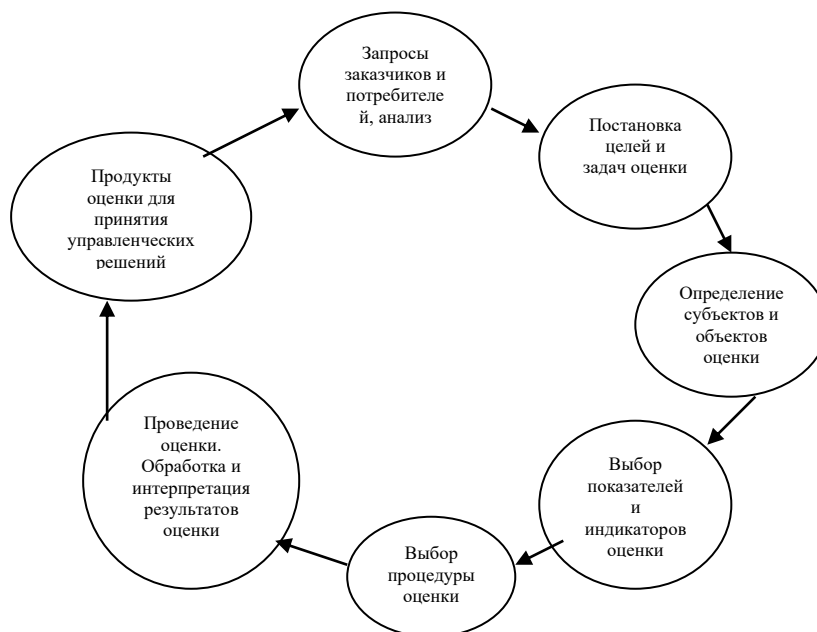 Запросы
заказчиков и
потребителе
й, анализ
Постановка
целей и
задач оценки
Определение
субъектов и
объектов
оценки
Выбор
показателей
и
индикаторов
оценки
Выбор
процедуры
оценки
Проведение
оценки.
Обработка и
интерпретация
результатов
оценки
Продукты
оценки для
принятия
управленческих
решений